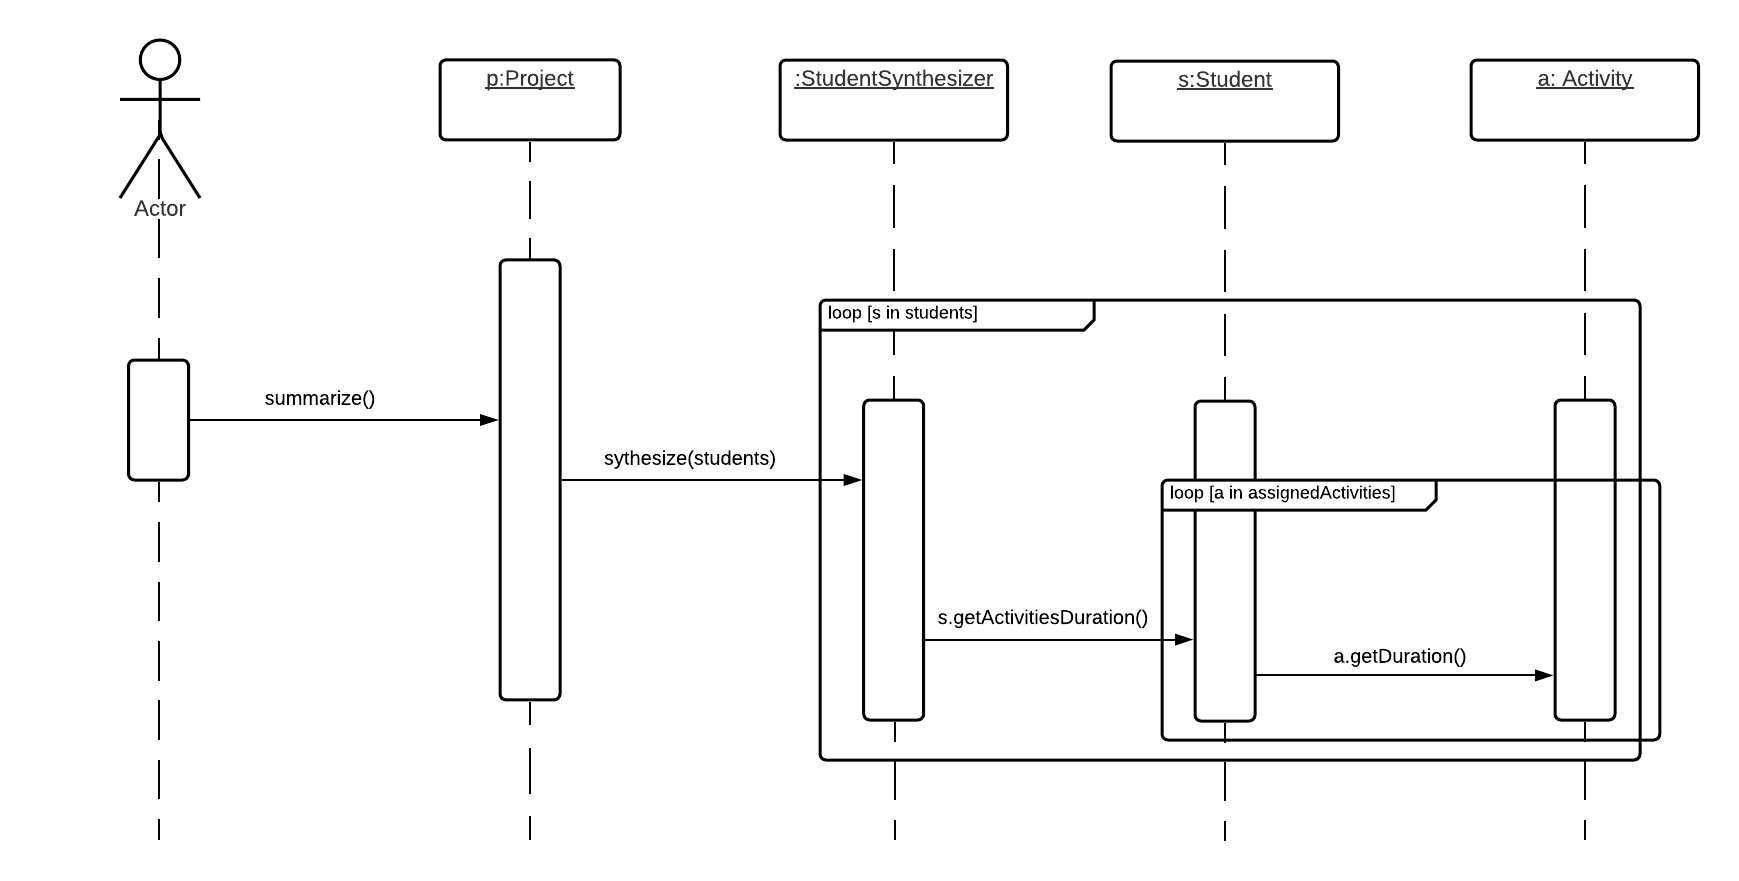 p:Project
:StudentSynthesizer
s:Student
a: Activity
Actor
loop [s in students]
summarize()
sythesize(students)
loop [a in assignedActivities]
s.getActivitiesDuration()
a.getDuration()